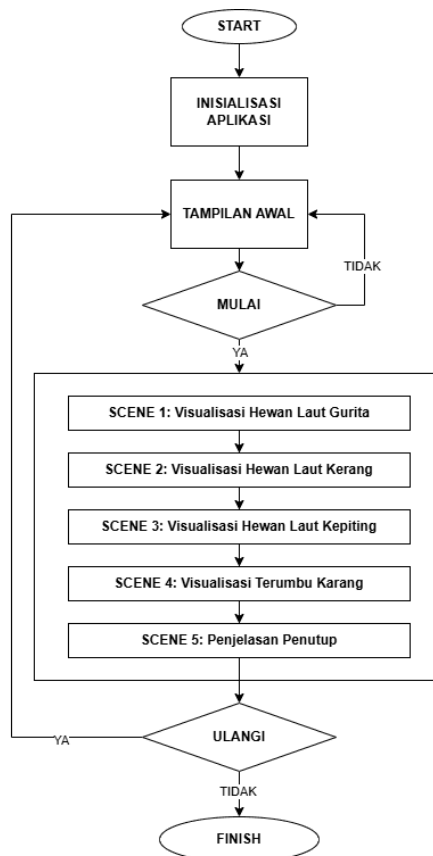 START
INISIALISASI
APLIKASI
TAMPILAN AWAL
TIDAK
MULAI
YA
SCENE 1: Visualisasi Hewan Laut Gurita
SCENE 2: Visualisasi Hewan Laut Kerang
SCENE 3: Visualisasi Hewan Laut Kepiting
SCENE 4: Visualisasi Terumbu Karang
SCENE 5: Penjelasan Penutup
ULANGI
YA
TIDAK
FINISH